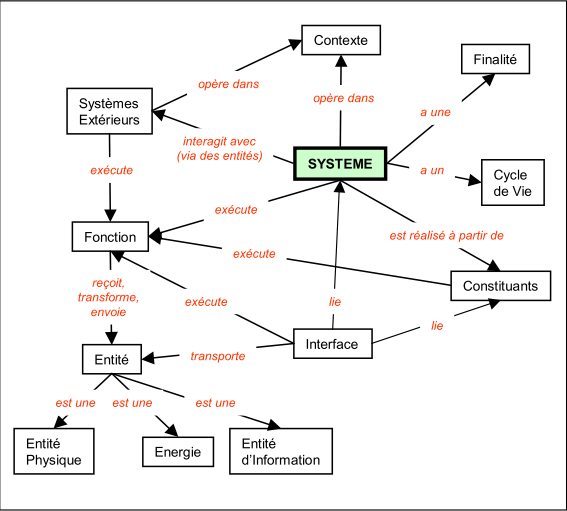 Contexte
Finalité
opère dans
Systèmes
Extérieurs
opère dans
a une
interagit avec
(via des entités)
SYSTEME
exécute
a un
Cycle
de Vie
exécute
Fonction
est réalisé à partir de
exécute
reçoit,
transforme,
envoie
exécute
lie
Constituants
lie
Interface
Entité
transporte
est une
est une
est une
Entité
Physique
Energie
Entité
d'Information